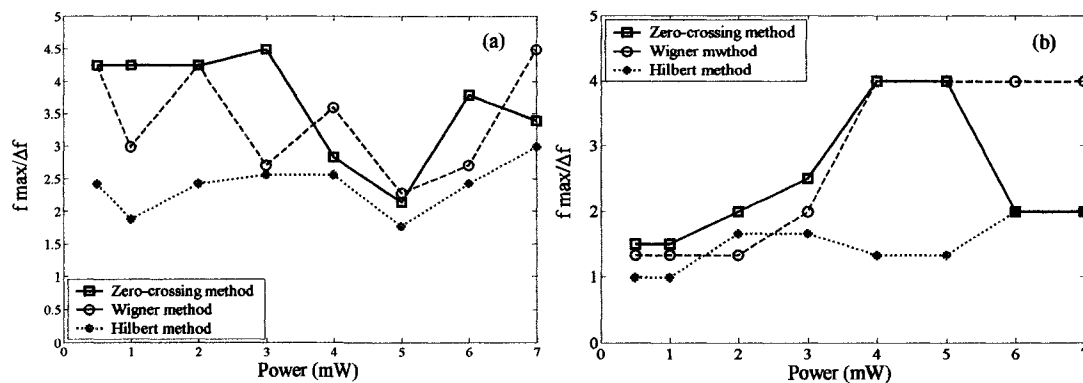 (a)
5
4.5
4
3.5
3
2.5
2
1.5
1
0.5
0
f max/Δf
Zero-crossing method
Wigner method
Hilbert method
0 1 2 3 4 5 6 7
Power (mW)
(b)
5
4
3
2
1
0
f max/Δf
Zero-crossing method
Wigner mwthod
Hilbert method
0 1 2 3 4 5 6 7
Power (mW)